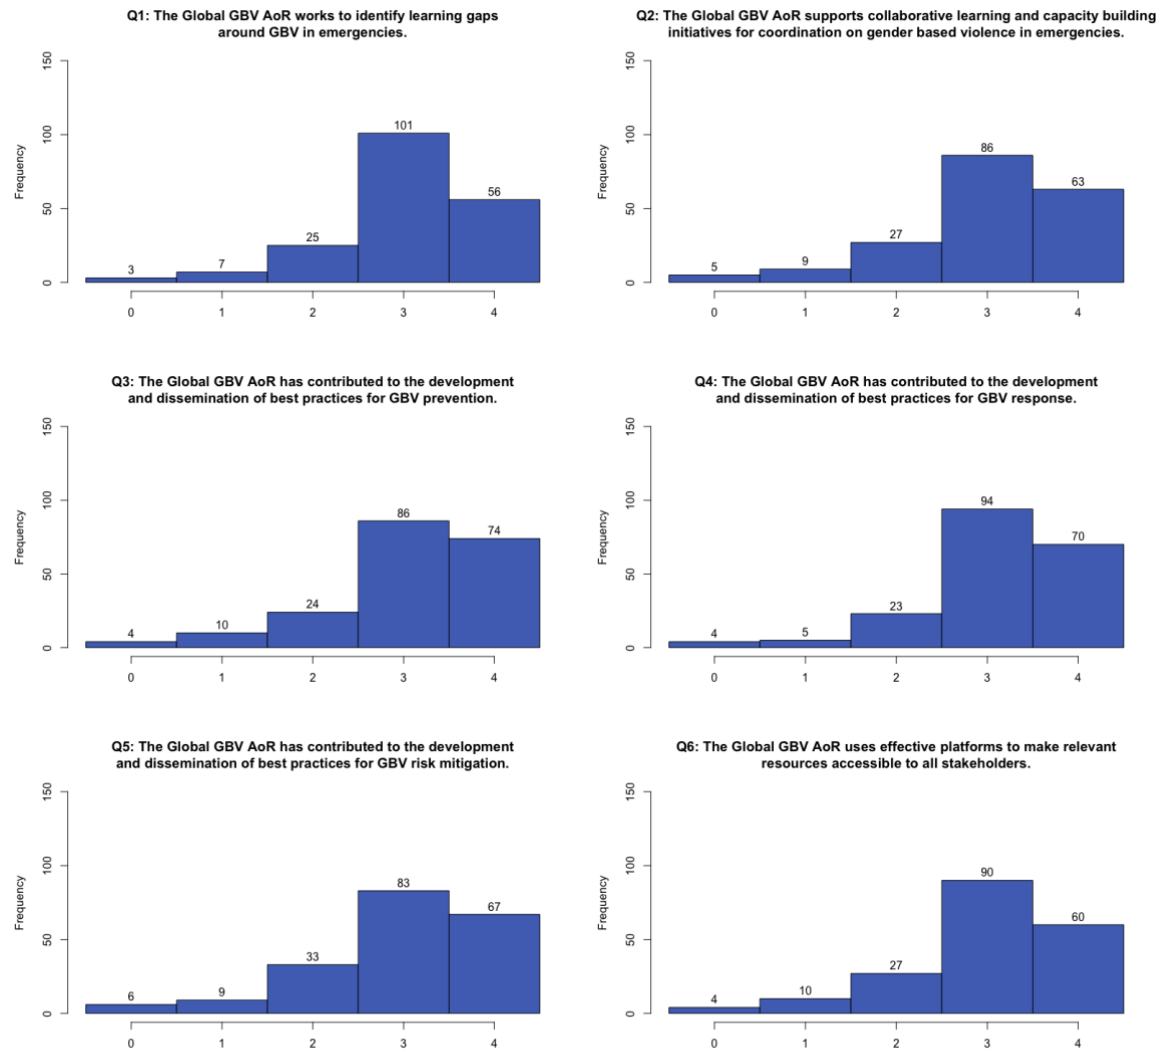 Q1: The Global GBV AoR works to identify learning gaps
around GBV in emergencies.
Frequency
150
100
50
0
3
7
25
101
56
0 1 2 3 4
Q2: The Global GBV AoR supports collaborative learning and capacity building
initiatives for coordination on gender based violence in emergencies.
Frequency
150
100
50
0
5
9
27
86
63
0 1 2 3 4
Q3: The Global GBV AoR has contributed to the development
and dissemination of best practices for GBV prevention.
Frequency
150
100
50
0
4
10
24
86
74
0 1 2 3 4
Q4: The Global GBV AoR has contributed to the development
and dissemination of best practices for GBV response.
Frequency
150
100
50
0
4
5
23
94
70
0 1 2 3 4
Q5: The Global GBV AoR has contributed to the development
and dissemination of best practices for GBV risk mitigation.
Frequency
150
100
50
0
6
9
33
83
67
0 1 2 3 4
Q6: The Global GBV AoR uses effective platforms to make relevant
resources accessible to all stakeholders.
Frequency
150
100
50
0
4
10
27
90
60
0 1 2 3 4